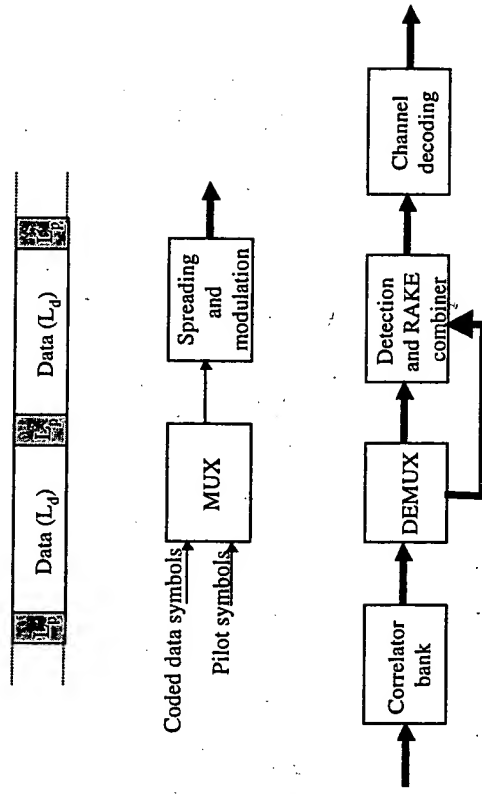 Data (L_d)
Data (L_d)
Coded data symbols
Pilot symbols
MUX
Spreading
and
modulation
Correlator
bank
DEMUX
Detection
and RAKE
combiner
Channel
decoding